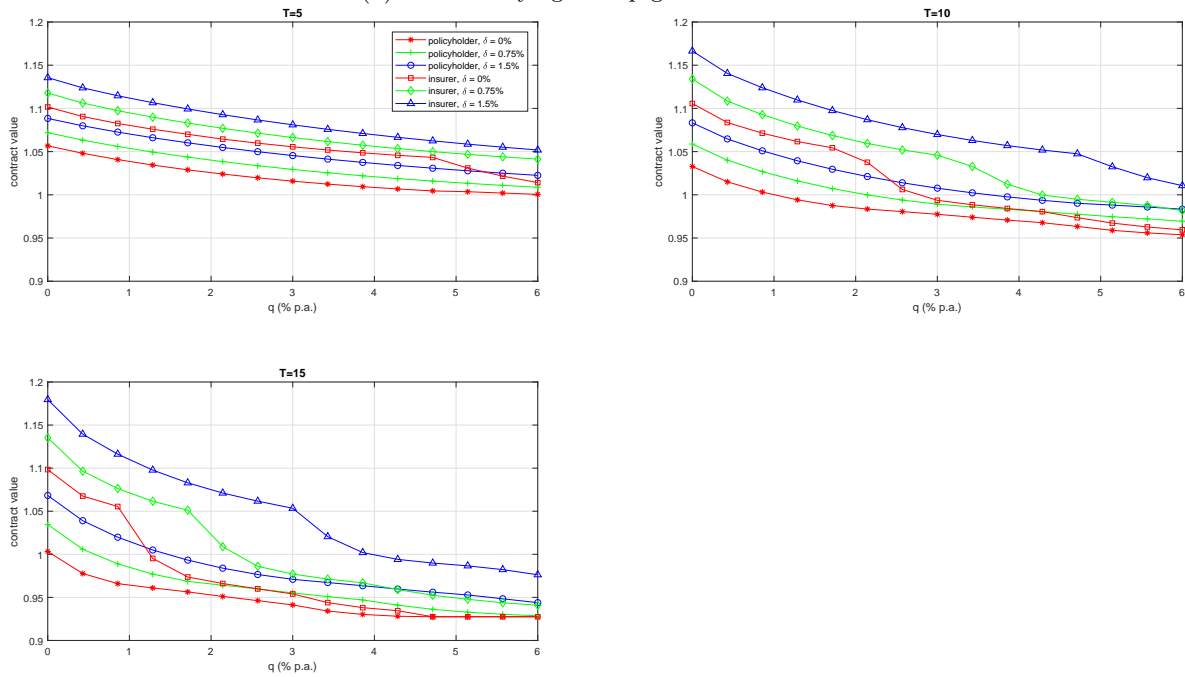 T=5
1.2
1.15
1.1
1.05
1
0.95
0.9
contract value
0 1 2 3 4 5 6
q (% p.a.)
policyholder, δ = 0%
policyholder, δ = 0.75%
policyholder, δ = 1.5%
insurer, δ = 0%
insurer, δ = 0.75%
insurer, δ = 1.5%
T=10
1.2
1.15
1.1
1.05
1
0.95
0.9
contract value
0 1 2 3 4 5 6
q (% p.a.)
T=15
1.2
1.15
1.1
1.05
1
0.95
0.9
contract value
0 1 2 3 4 5 6
q (% p.a.)